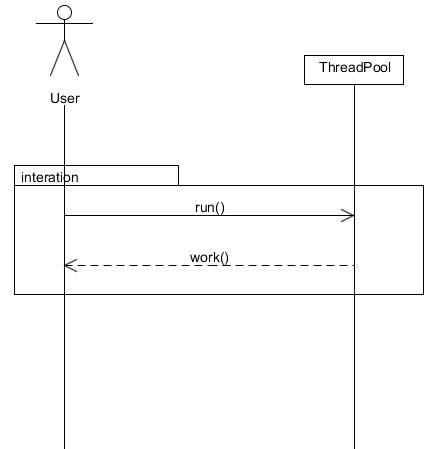 ThreadPool
User
interation
run()
work()